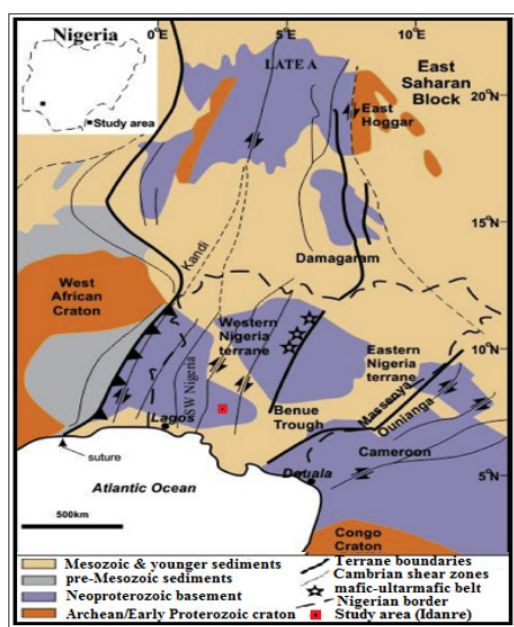 Nigeria
Study area
0°E
5°E
10°E
LATE A
East
Saharan
Block
East
Hoggar
20°N
15°N
10°N
5°N
Kandi
Damagaram
West
African
Craton
Western
Nigeria
terrane
SW Nigeria
Eastern
Nigeria
terrane
Massenya
Ounianga
Benue
Trough
Lagos
Cameroon
Douala
suture
Atlantic Ocean
500km
Congo
Craton
Mesozoic & younger sediments
pre-Mesozoic sediments
Neoproterozoic basement
Archean/Early Proterozoic craton
Terrane boundaries
Cambrian shear zones
mafic-ultarmafic belt
Nigerian border
Study area (Idanre)